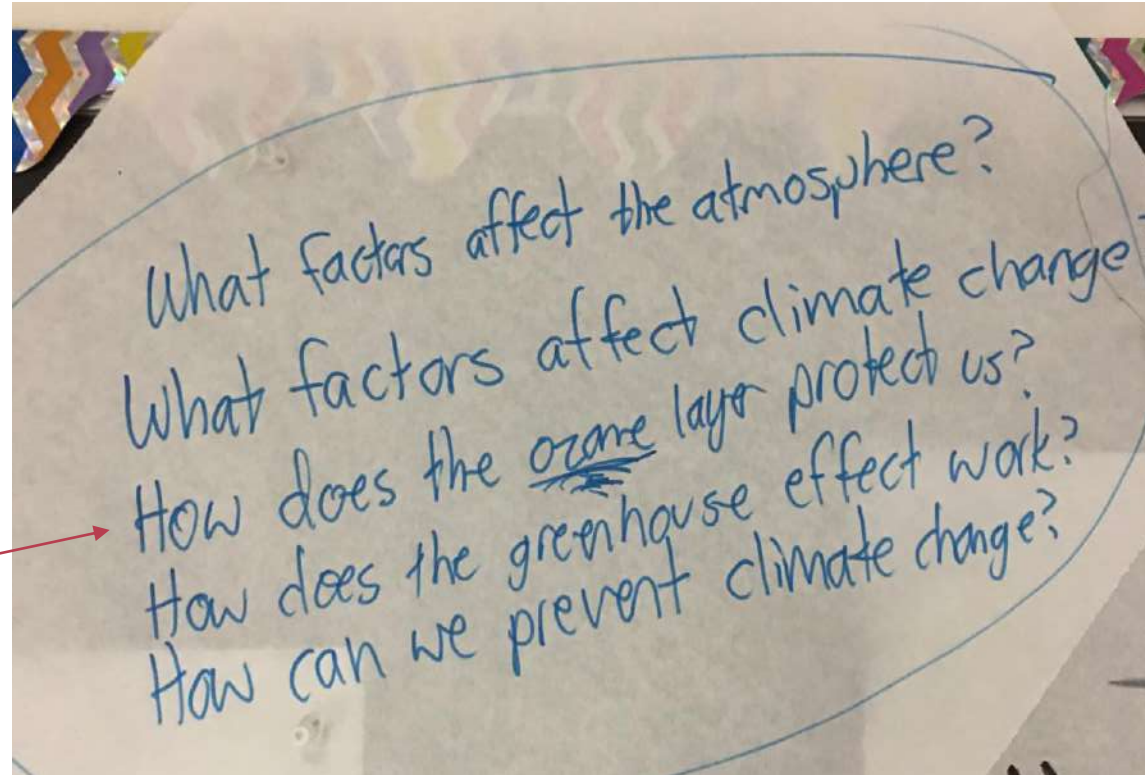 What factors affect the atmosphere?
What factors affect climate change
How does the ozone layer protect us?
How does the greenhouse effect work?
How can we prevent climate change?